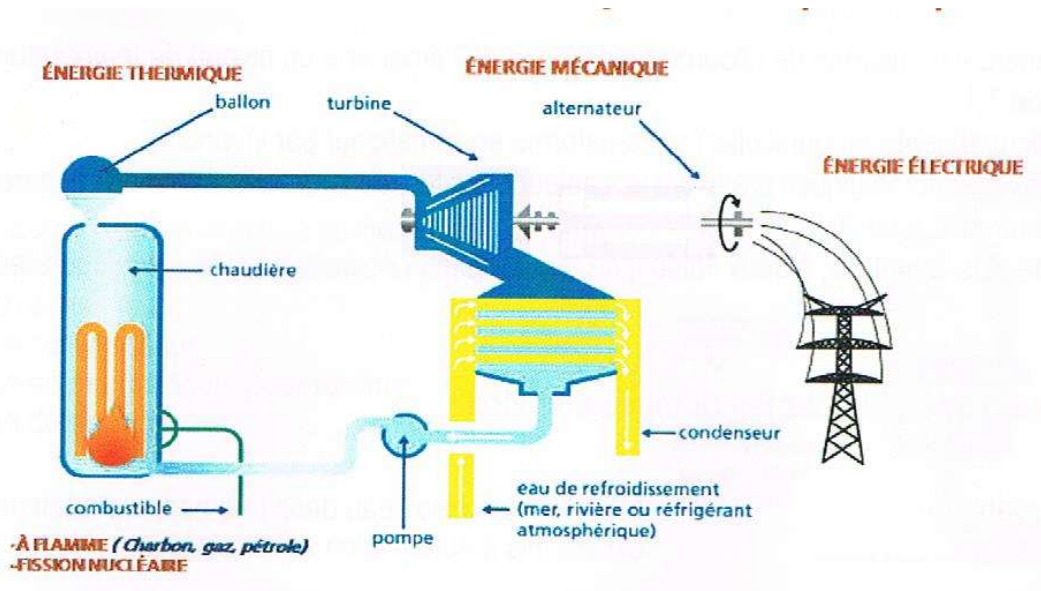 ÉNERGIE THERMIQUE
ÉNERGIE MÉCANIQUE
ballon
turbine
alternateur
ÉNERGIE ÉLECTRIQUE
chaudière
condenseur
combustible
pompe
eau de refroidissement
(mer, rivière ou réfrigérant
atmosphérique)
-À FLAMME (Charbon, gaz, pétrole)
-FISSION NUCLÉAIRE